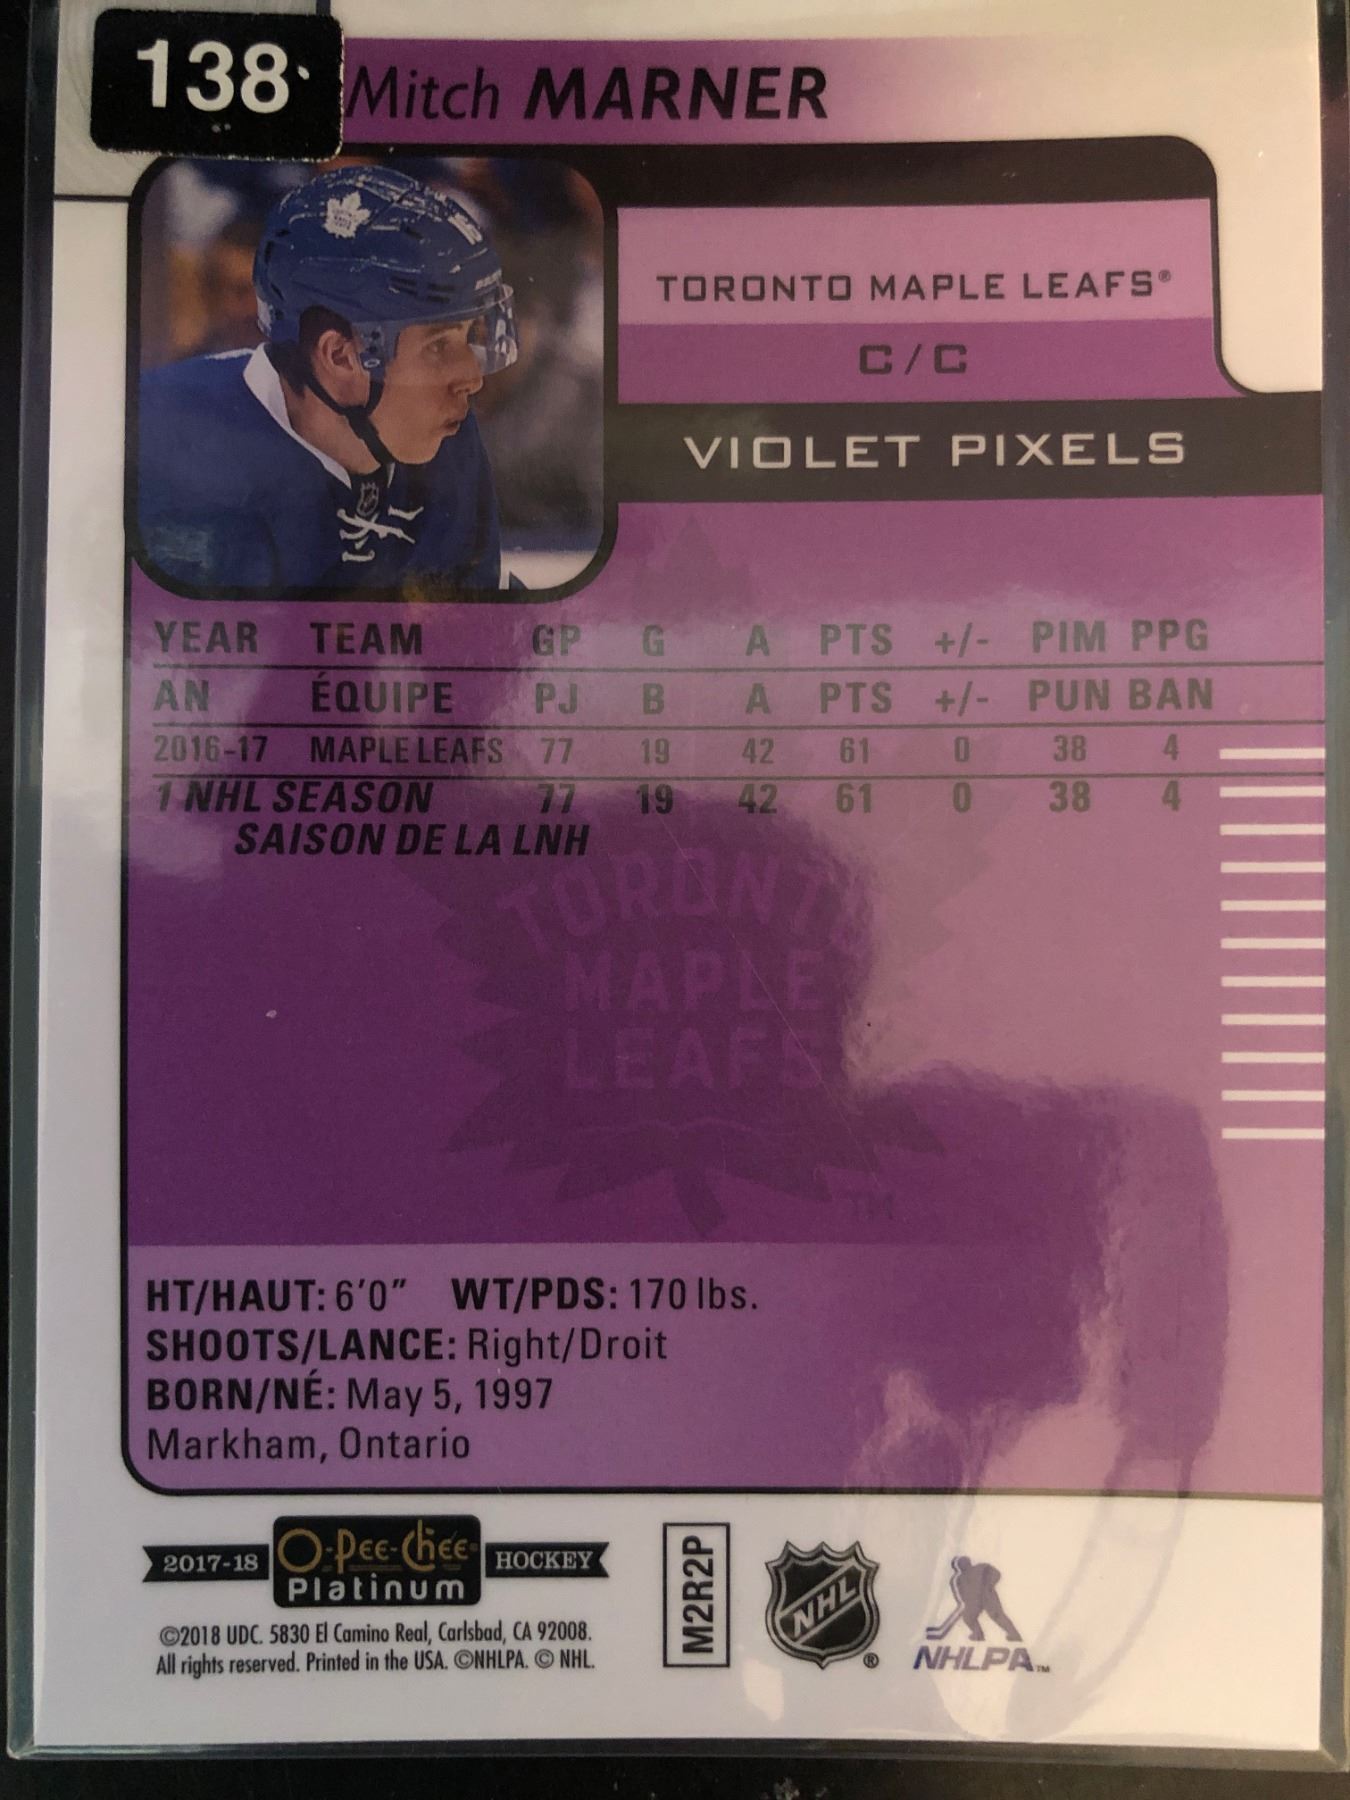 138
Mitch MARNER
TORONTO MAPLE LEAFS®
C/C
VIOLET PIXELS
YEAR TEAM GP G A PTS +/- PIM PPG
AN ÉQUIPE PJ B A PTS +/- PUN BAN
2016-17 MAPLE LEAFS 77 19 42 61 0 38 4
1 NHL SEASON 77 19 42 61 0 38 4
SAISON DE LA LNH
TORONTO
MAPLE
LEAFS
TM
HT/HAUT: 6'0" WT/PDS: 170 lbs.
SHOOTS/LANCE: Right/Droit
BORN/NÉ: May 5, 1997
Markham, Ontario
2017-18 O-Pee-Chee HOCKEY
Platinum
©2018 UDC. 5830 El Camino Real, Carlsbad, CA 92008.
All rights reserved. Printed in the USA. ©NHLPA. © NHL.
M2R2P
NHL ®
NHLPA™